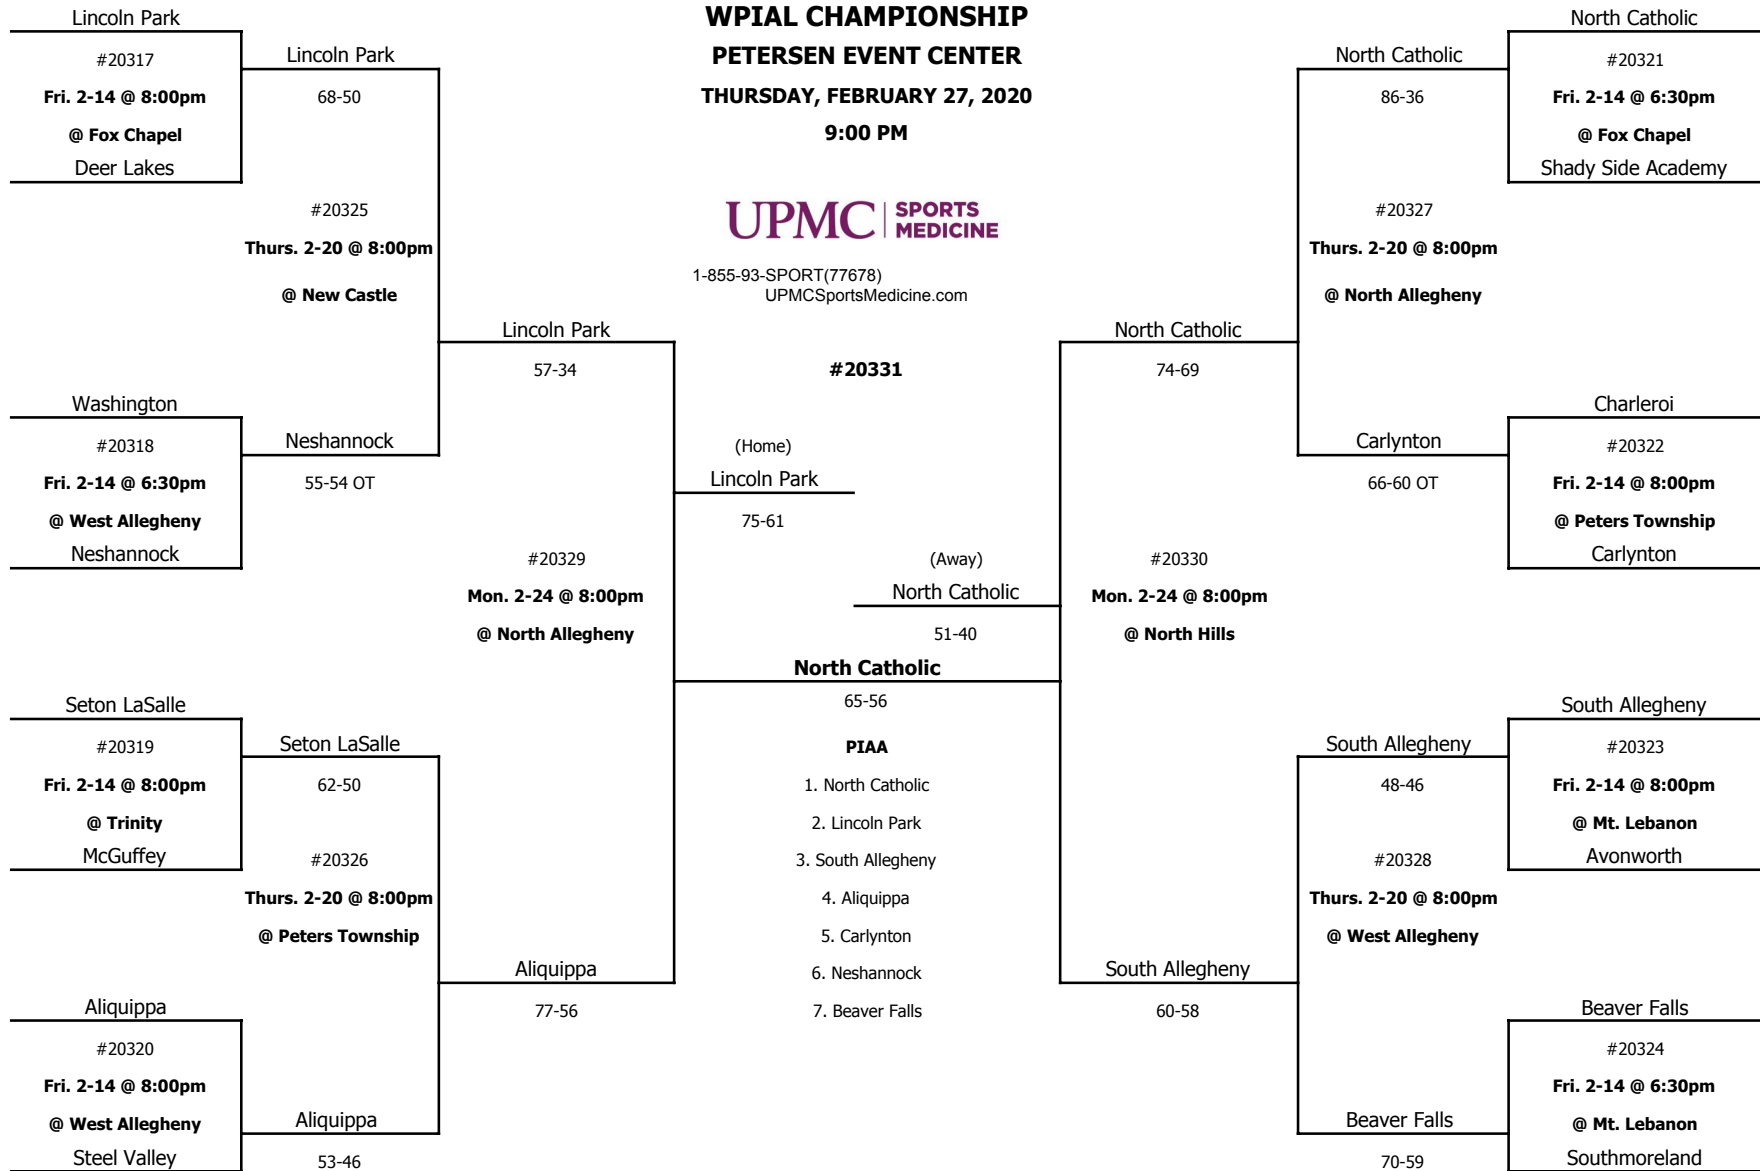 WPIAL CHAMPIONSHIP
PETERSEN EVENT CENTER
THURSDAY, FEBRUARY 27, 2020
9:00 PM
UPMC SPORTS
MEDICINE
1-855-93-SPORT(77678)
UPMCSportsMedicine.com
#20331
Lincoln Park
#20317
Fri. 2-14 @ 8:00pm
@ Fox Chapel
Deer Lakes
Lincoln Park
68-50
#20325
Thurs. 2-20 @ 8:00pm
@ New Castle
Washington
#20318
Fri. 2-14 @ 6:30pm
@ West Allegheny
Neshannock
Neshannock
55-54 OT
Lincoln Park
57-34
#20329
Mon. 2-24 @ 8:00pm
@ North Allegheny
Seton LaSalle
#20319
Fri. 2-14 @ 8:00pm
@ Trinity
McGuffey
Seton LaSalle
62-50
#20326
Thurs. 2-20 @ 8:00pm
@ Peters Township
Aliquippa
#20320
Fri. 2-14 @ 8:00pm
@ West Allegheny
Steel Valley
Aliquippa
53-46
Aliquippa
77-56
(Home)
Lincoln Park
75-61
(Away)
North Catholic
51-40
North Catholic
65-56
PIAA
1. North Catholic
2. Lincoln Park
3. South Allegheny
4. Aliquippa
5. Carlynton
6. Neshannock
7. Beaver Falls
North Catholic
74-69
#20330
Mon. 2-24 @ 8:00pm
@ North Hills
South Allegheny
60-58
North Catholic
86-36
#20327
Thurs. 2-20 @ 8:00pm
@ North Allegheny
Carlynton
66-60 OT
South Allegheny
48-46
#20328
Thurs. 2-20 @ 8:00pm
@ West Allegheny
Beaver Falls
70-59
North Catholic
#20321
Fri. 2-14 @ 6:30pm
@ Fox Chapel
Shady Side Academy
Charleroi
#20322
Fri. 2-14 @ 8:00pm
@ Peters Township
Carlynton
South Allegheny
#20323
Fri. 2-14 @ 8:00pm
@ Mt. Lebanon
Avonworth
Beaver Falls
#20324
Fri. 2-14 @ 6:30pm
@ Mt. Lebanon
Southmoreland